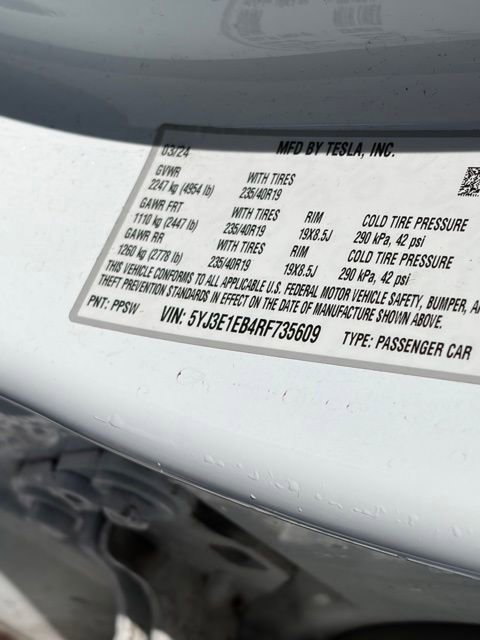 03/24 MFD BY TESLA, INC.
GVWR WITH TIRES
2247 kg (4954 lb) 235/40R19
GAWR FRT WITH TIRES RIM COLD TIRE PRESSURE
1110 kg (2447 lb) 235/40R19 19X8.5J 290 kPa, 42 psi
GAWR RR WITH TIRES RIM COLD TIRE PRESSURE
1260 kg (2778 lb) 235/40R19 19X8.5J 290 kPa, 42 psi
THIS VEHICLE CONFORMS TO ALL APPLICABLE U.S. FEDERAL MOTOR VEHICLE SAFETY, BUMPER, A
THEFT PREVENTION STANDARDS IN EFFECT ON THE DATE OF MANUFACTURE SHOWN ABOVE.
PNT: PPSW VIN: 5YJ3E1EB4RF735609 TYPE: PASSENGER CAR